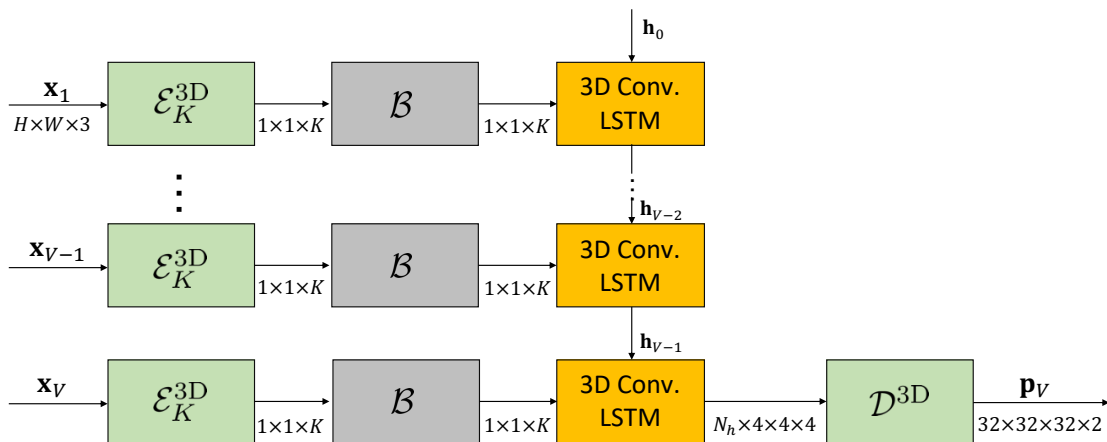 𝐡₀
𝐱₁
H×W×3
ℰ_K^3D
1×1×K
ℬ
1×1×K
3D Conv.
LSTM
𝐡_{V−2}
𝐱_{V−1}
ℰ_K^3D
1×1×K
ℬ
1×1×K
3D Conv.
LSTM
𝐡_{V−1}
𝐱_V
ℰ_K^3D
1×1×K
ℬ
1×1×K
3D Conv.
LSTM
N_h×4×4×4
𝒟^3D
𝐩_V
32×32×32×2